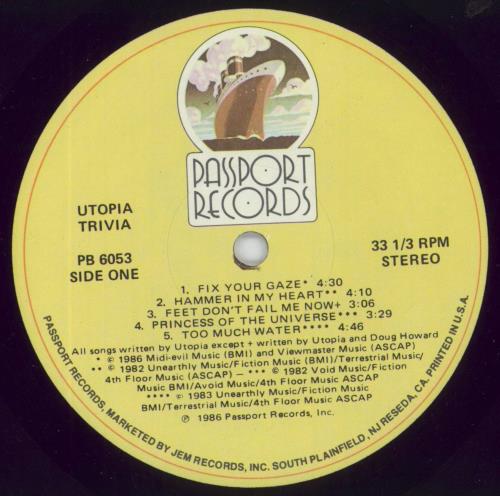 PASSPORT
RECORDS
UTOPIA
TRIVIA
PB 6053
SIDE ONE
33 1/3 RPM
STEREO
1. FIX YOUR GAZE* 4:30
2. HAMMER IN MY HEART** 4:10
3. FEET DON'T FAIL ME NOW+ 3:06
4. PRINCESS OF THE UNIVERSE*** 3:29
5. TOO MUCH WATER**** 4:46
All songs written by Utopia except + written by Utopia and Doug Howard
* © 1986 Midi-evil Music (BMI) and Viewmaster Music (ASCAP)
** © 1982 Unearthly Music/Fiction Music (BMI)/Terrestrial Music/
4th Floor Music (ASCAP) — *** © 1982 Void Music/Fiction
Music BMI/Avoid Music/4th Floor Music ASCAP
**** © 1983 Unearthly Music/Fiction Music
BMI/Terrestrial Music/4th Floor Music ASCAP
℗ 1986 Passport Records, Inc.
PASSPORT RECORDS. MARKETED BY JEM RECORDS, INC. SOUTH PLAINFIELD, NJ RESEDA, CA. PRINTED IN U.S.A.